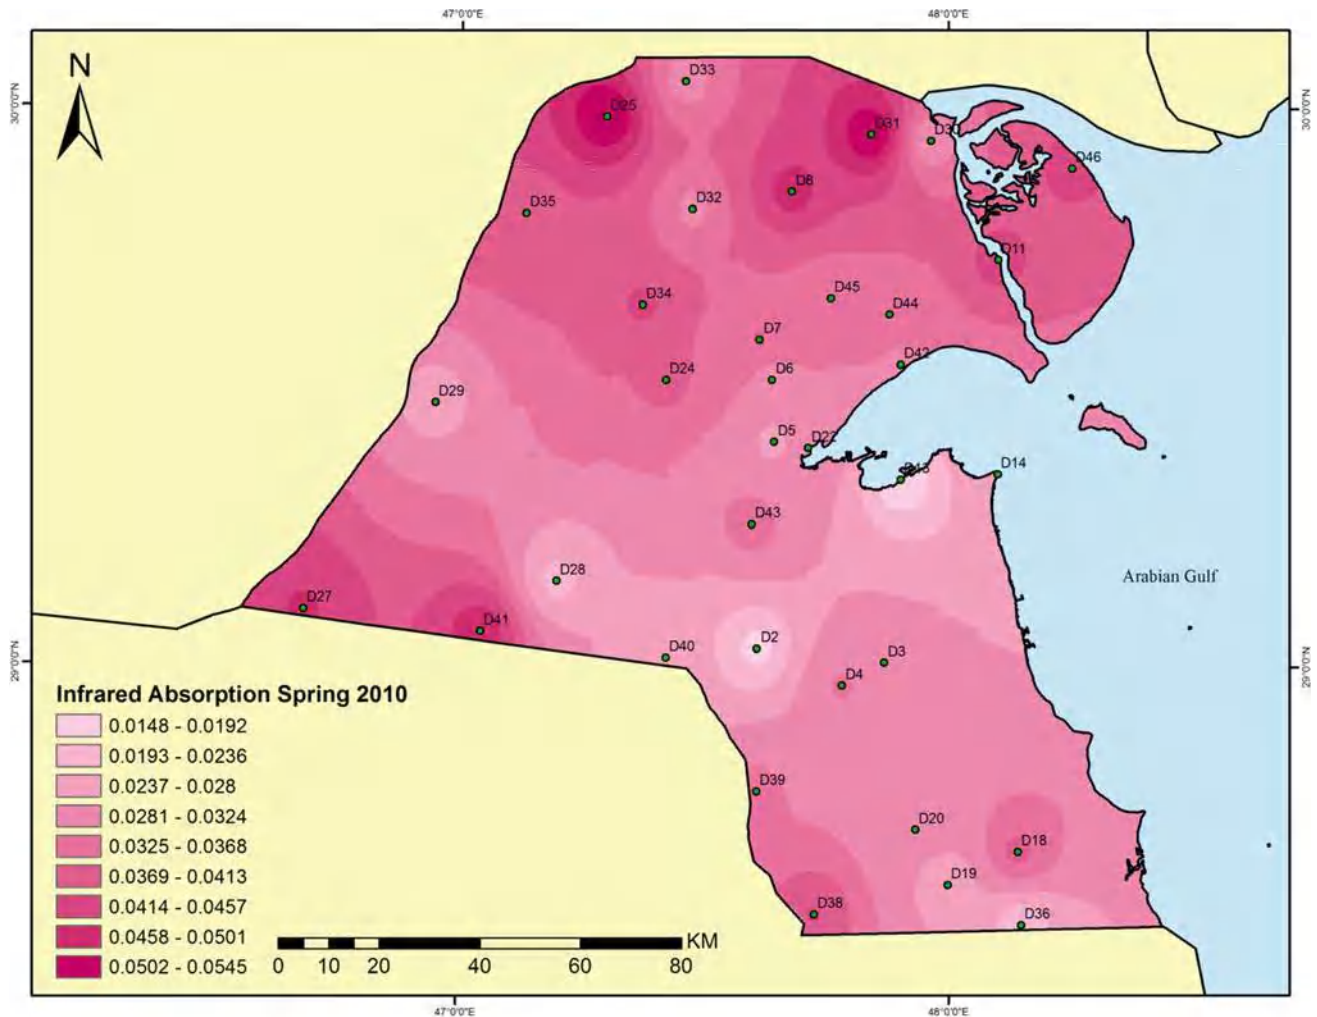 47°0'0"E
48°0'0"E
N
30°0'0"N
30°0'0"N
D33
D25
D31
D30
D46
D8
D35
D32
D11
D34
D45
D44
D7
D42
D24
D6
D29
D5
D22
D14
D43
D28
Arabian Gulf
D27
D41
D2
D40
D3
D4
29°0'0"N
29°0'0"N
Infrared Absorption Spring 2010
0.0148 - 0.0192
0.0193 - 0.0236
0.0237 - 0.028
0.0281 - 0.0324
0.0325 - 0.0368
0.0369 - 0.0413
0.0414 - 0.0457
0.0458 - 0.0501
0.0502 - 0.0545
D39
D20
D18
D19
D38
D36
KM
0 10 20 40 60 80
47°0'0"E
48°0'0"E